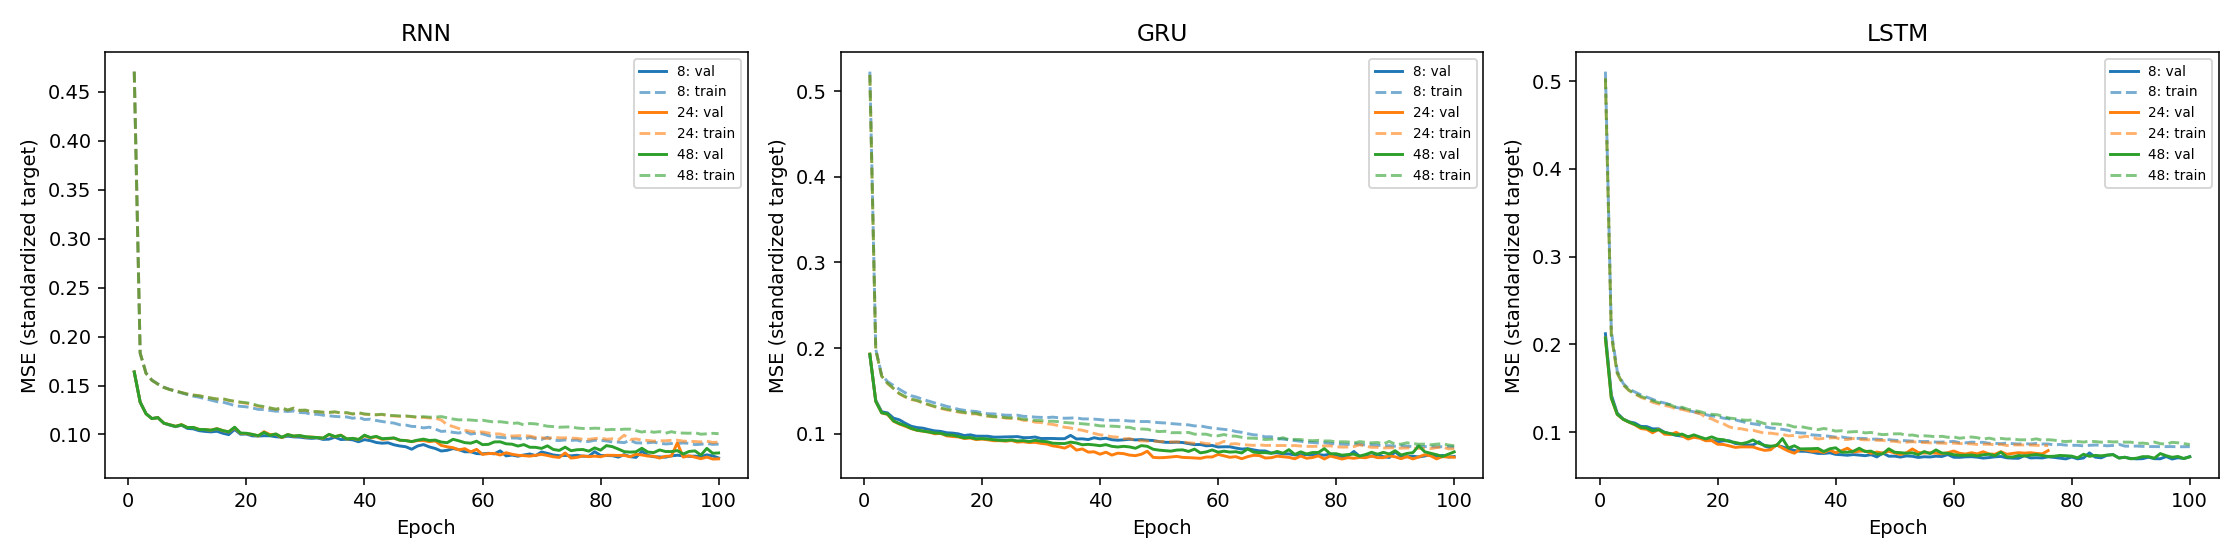 RNN
MSE (standardized target)
0.45
0.40
0.35
0.30
0.25
0.20
0.15
0.10
0
20
40
60
80
100
Epoch
8: val
8: train
24: val
24: train
48: val
48: train
GRU
MSE (standardized target)
0.5
0.4
0.3
0.2
0.1
0
20
40
60
80
100
Epoch
8: val
8: train
24: val
24: train
48: val
48: train
LSTM
MSE (standardized target)
0.5
0.4
0.3
0.2
0.1
0
20
40
60
80
100
Epoch
8: val
8: train
24: val
24: train
48: val
48: train